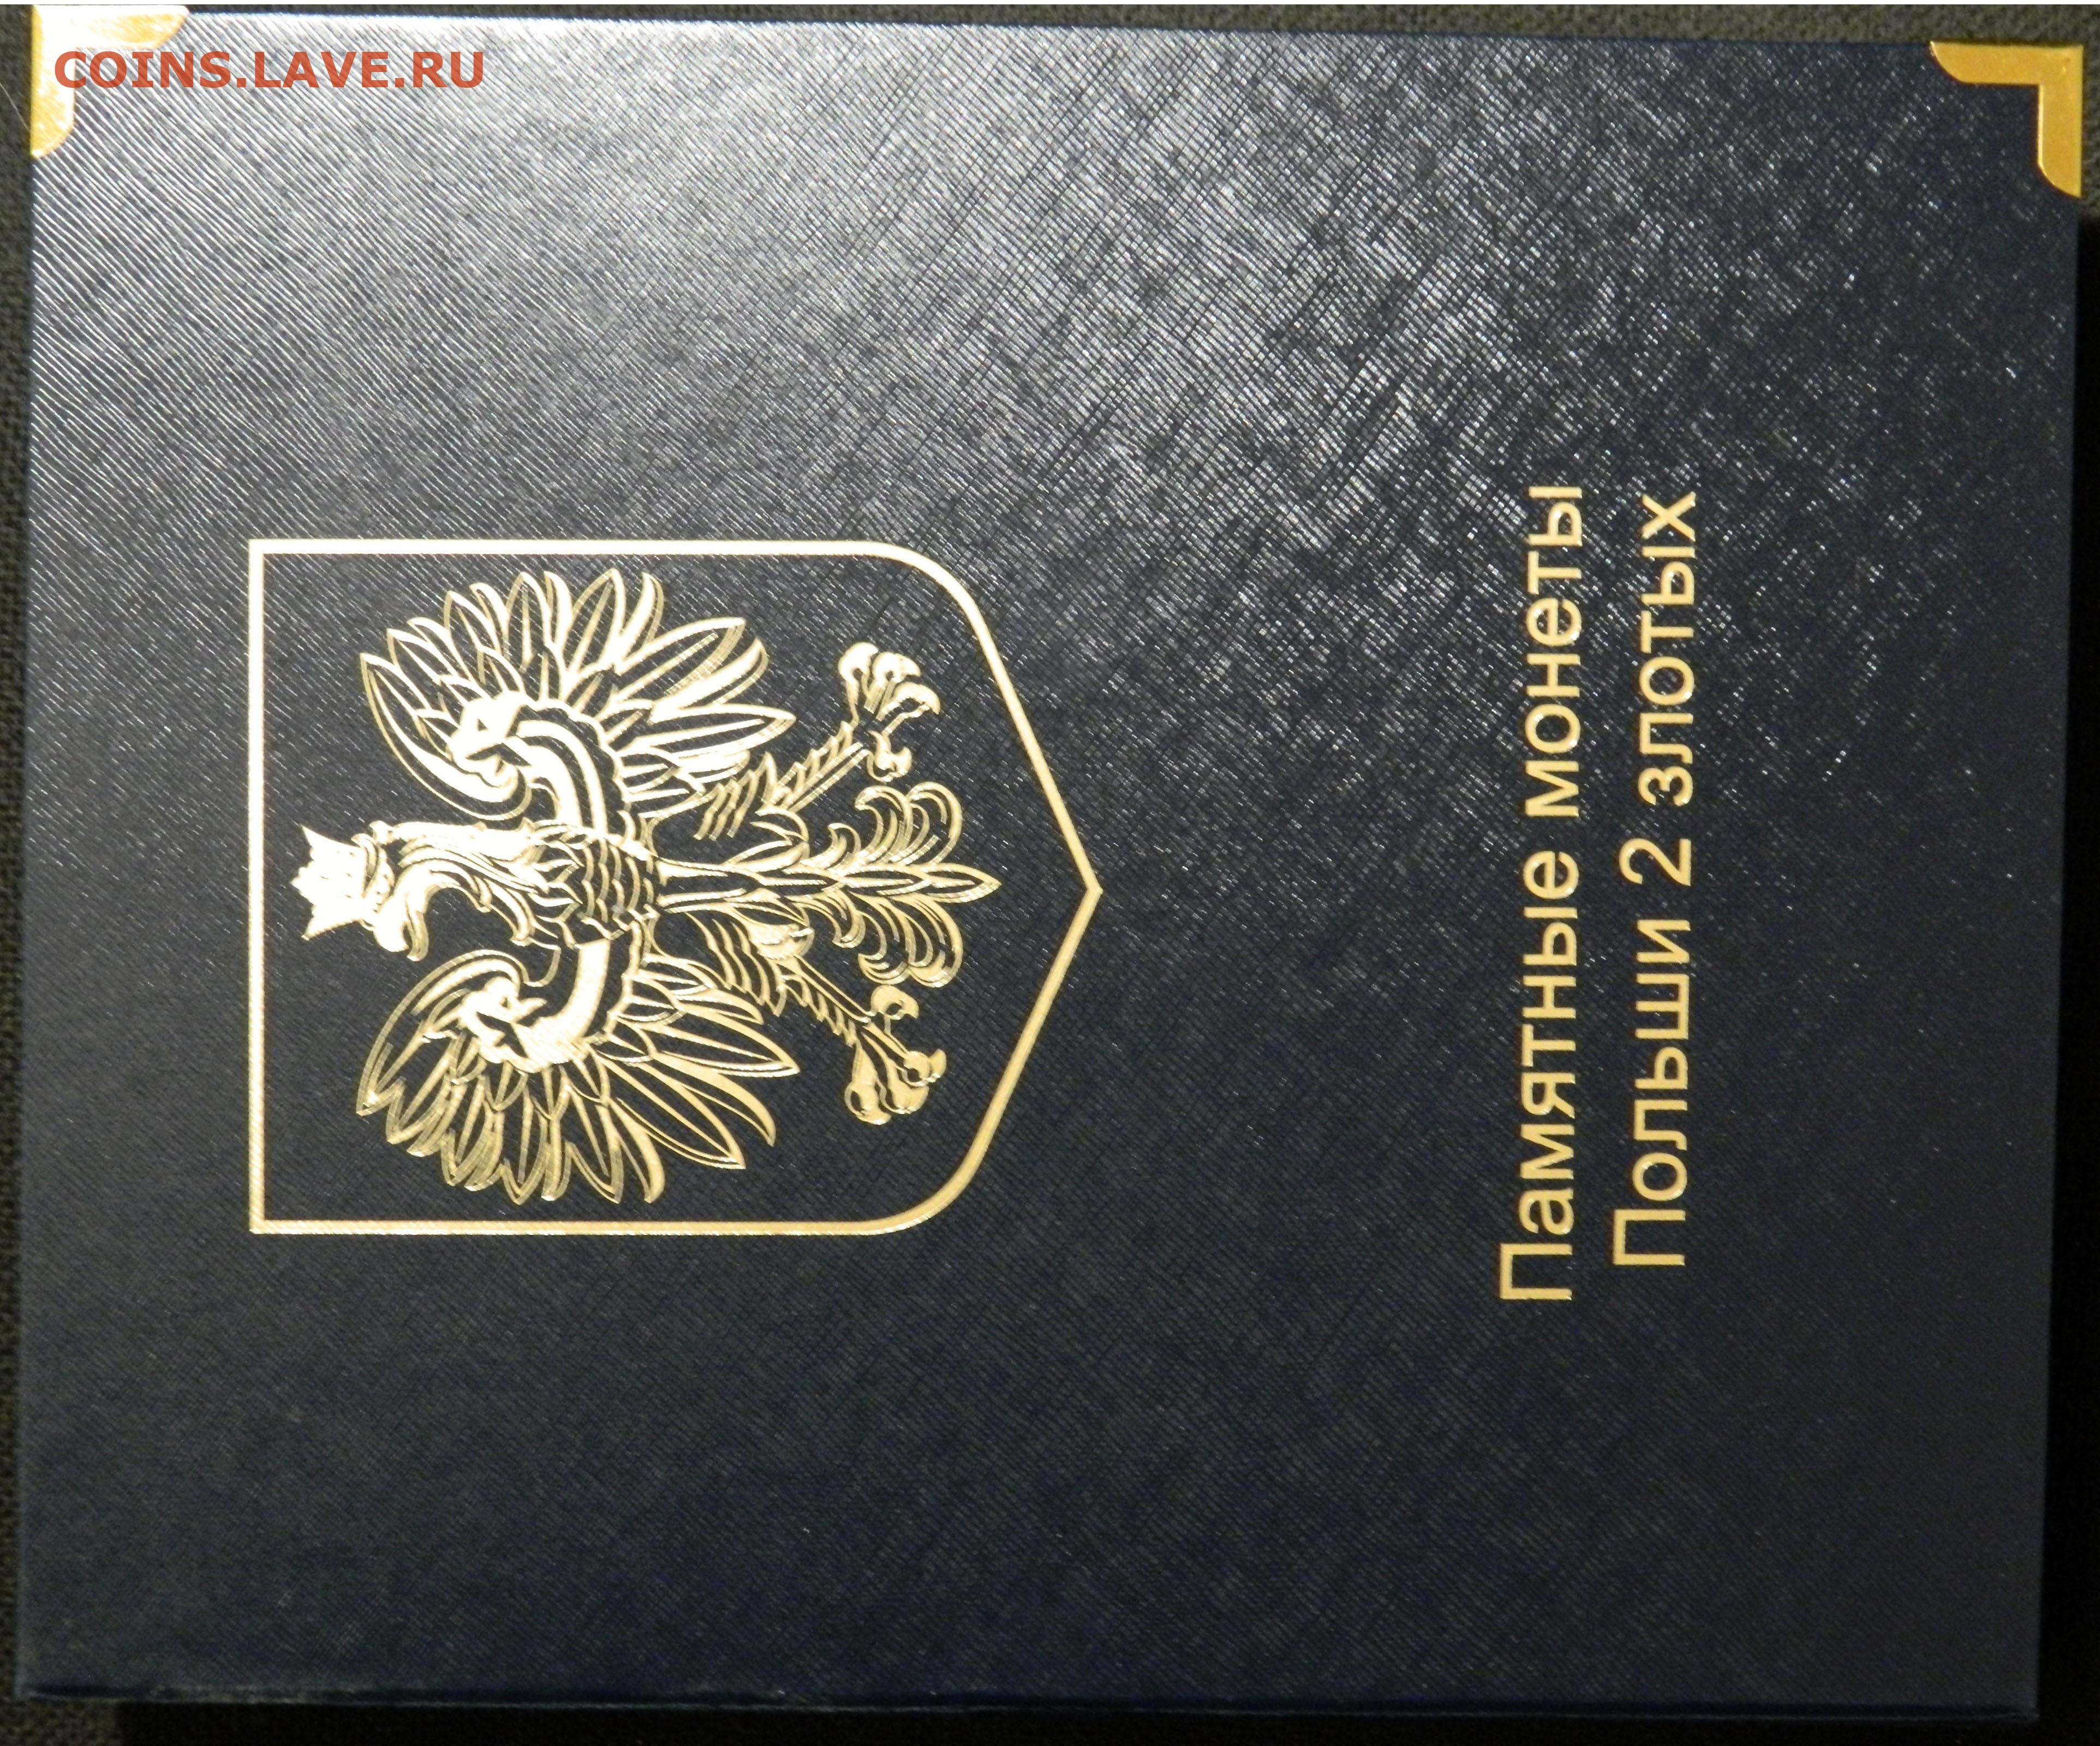 COINS.LAVE.RU
Памятные монеты
Польши 2 злотых